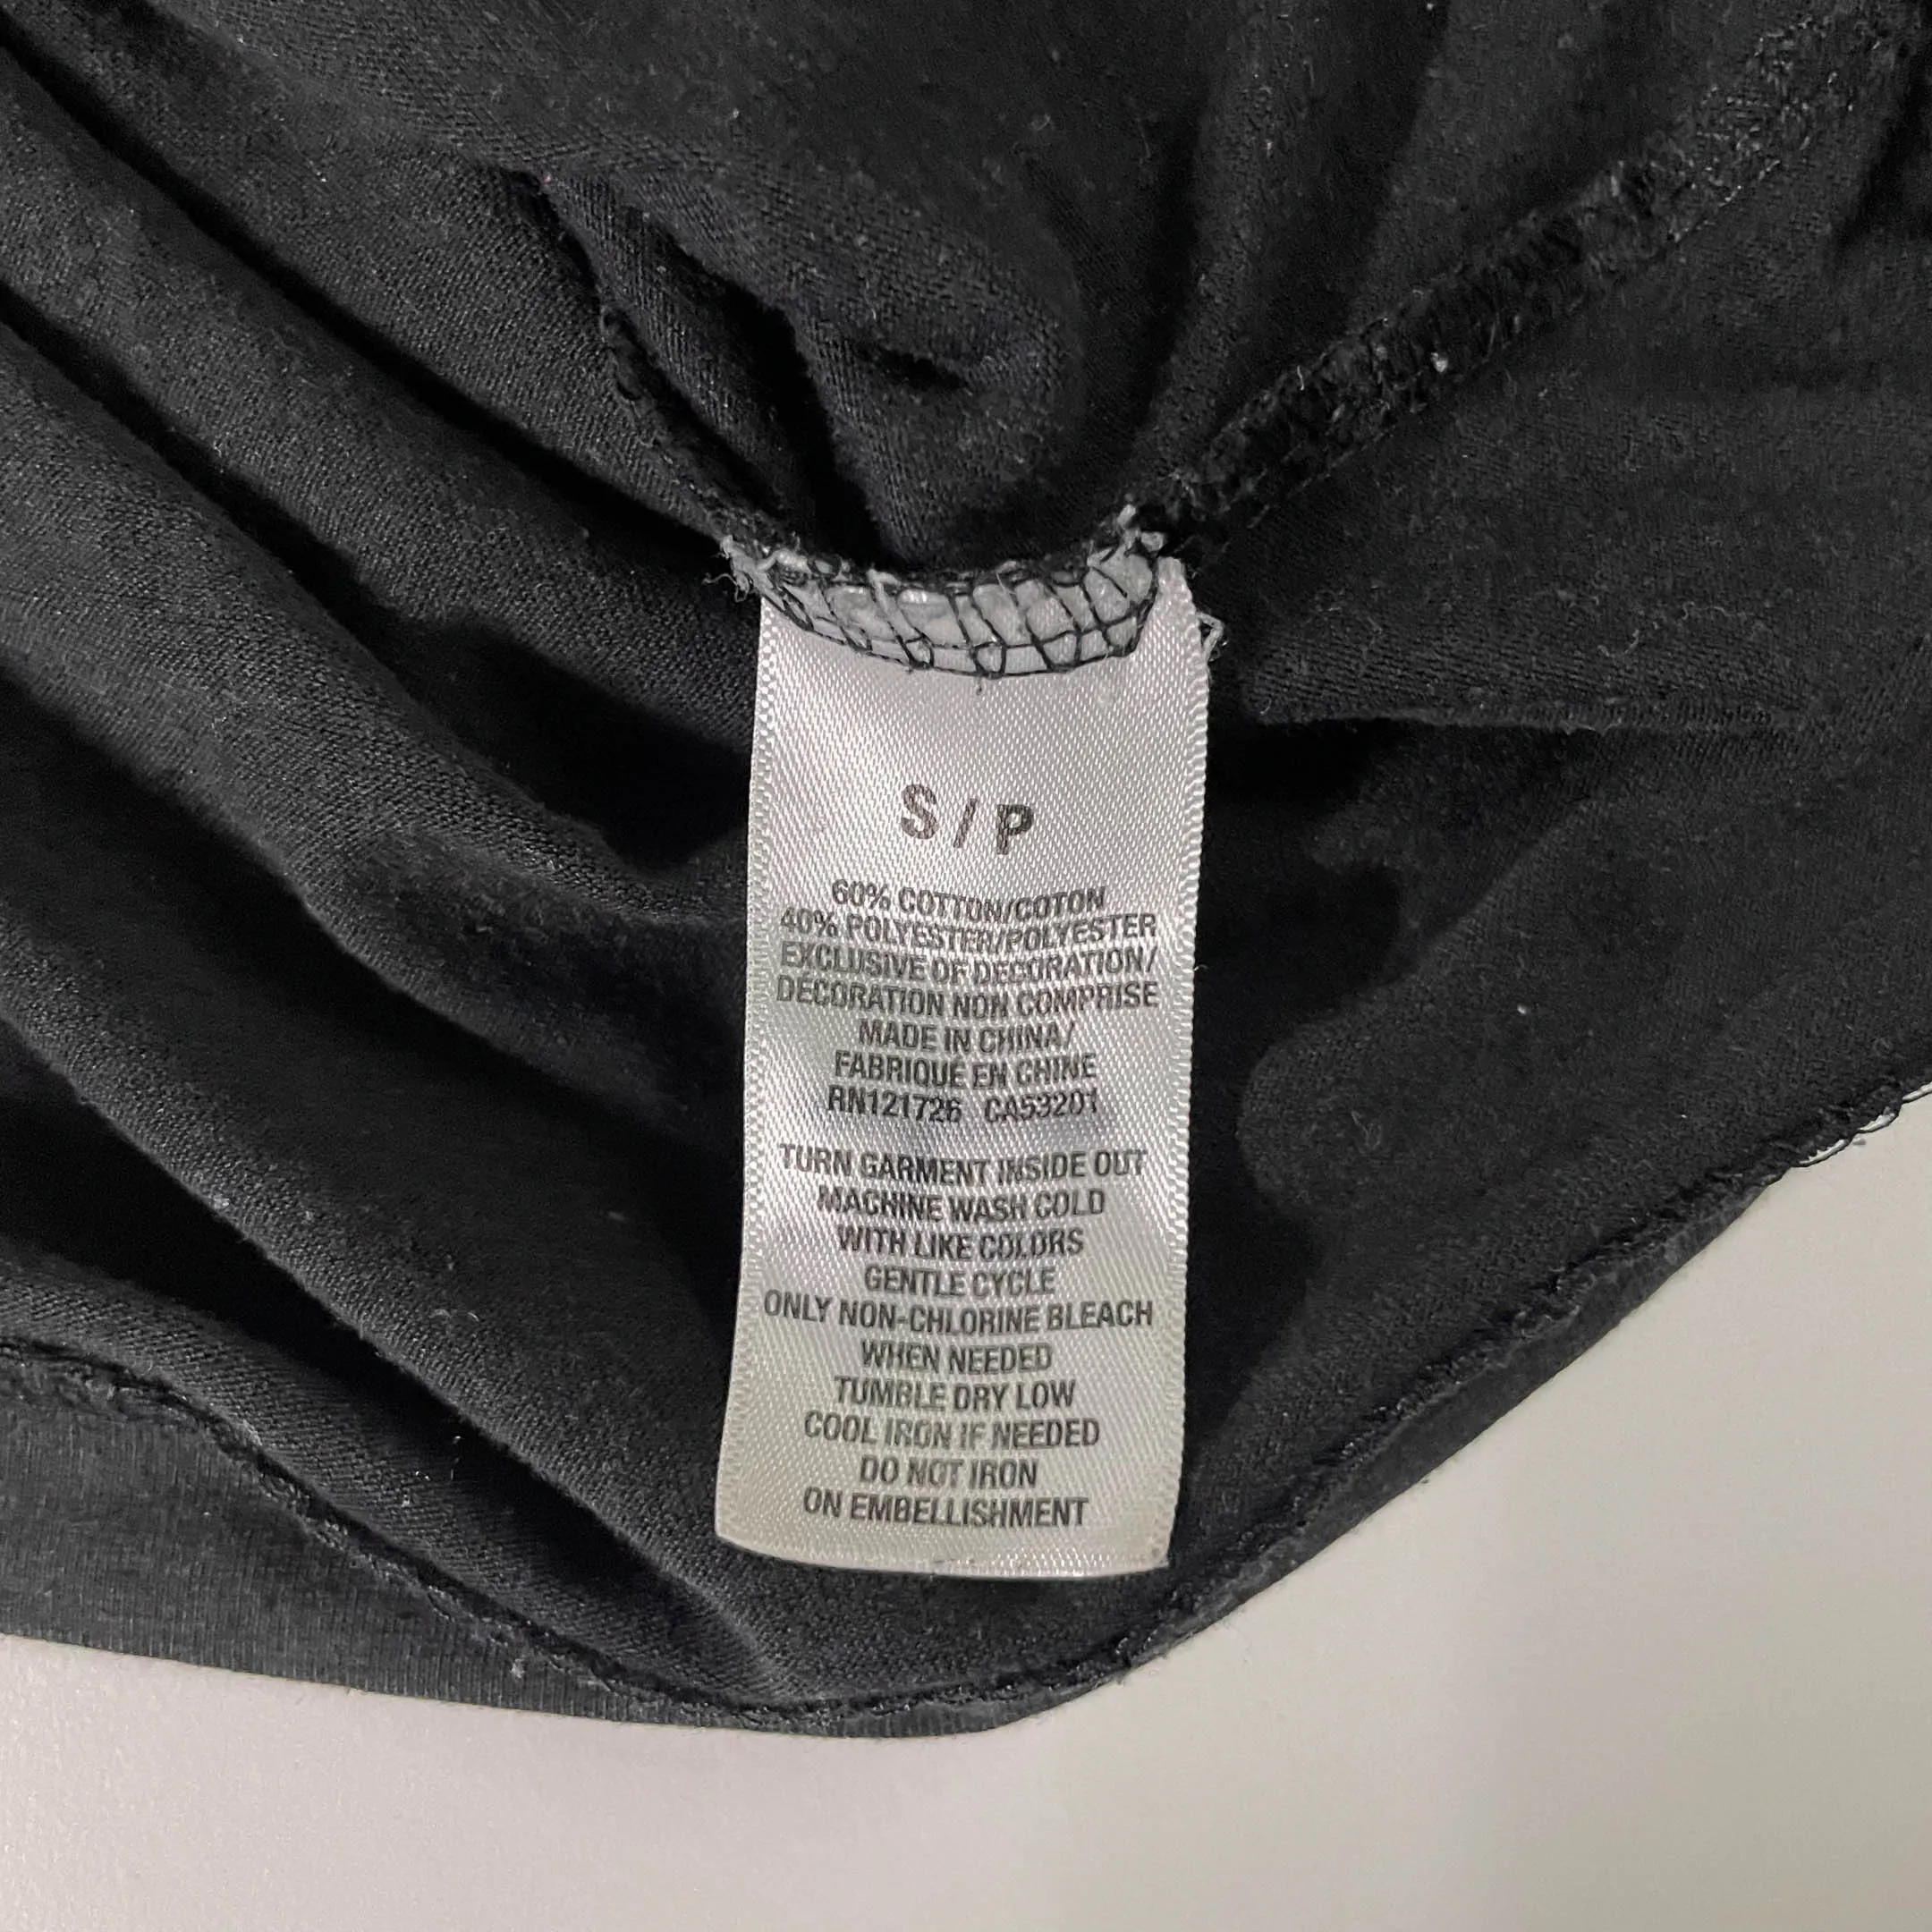 S/P
60% COTTON/COTON
40% POLYESTER/POLYESTER
EXCLUSIVE OF DECORATION/
DECORATION NON COMPRISE
MADE IN CHINA/
FABRIQUÉ EN CHINE
RN121726 CA53201
TURN GARMENT INSIDE OUT
MACHINE WASH COLD
WITH LIKE COLORS
GENTLE CYCLE
ONLY NON-CHLORINE BLEACH
WHEN NEEDED
TUMBLE DRY LOW
COOL IRON IF NEEDED
DO NOT IRON
ON EMBELLISHMENT